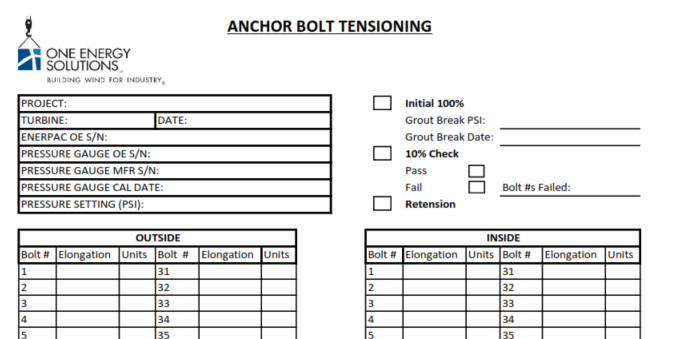 ANCHOR BOLT TENSIONING
ONE ENERGY
SOLUTIONS
BUILDING WIND FOR INDUSTRY
PROJECT:
TURBINE: DATE:
ENERPAC OE S/N:
PRESSURE GAUGE OE S/N:
PRESSURE GAUGE MFR S/N:
PRESSURE GAUGE CAL DATE:
PRESSURE SETTING (PSI):
Initial 100%
Grout Break PSI:
Grout Break Date:
10% Check
Pass
Fail Bolt #s Failed:
Retension
OUTSIDE
Bolt # Elongation Units Bolt # Elongation Units
1 31
2 32
3 33
4 34
5 35
INSIDE
Bolt # Elongation Units Bolt # Elongation Units
1 31
2 32
3 33
4 34
5 35